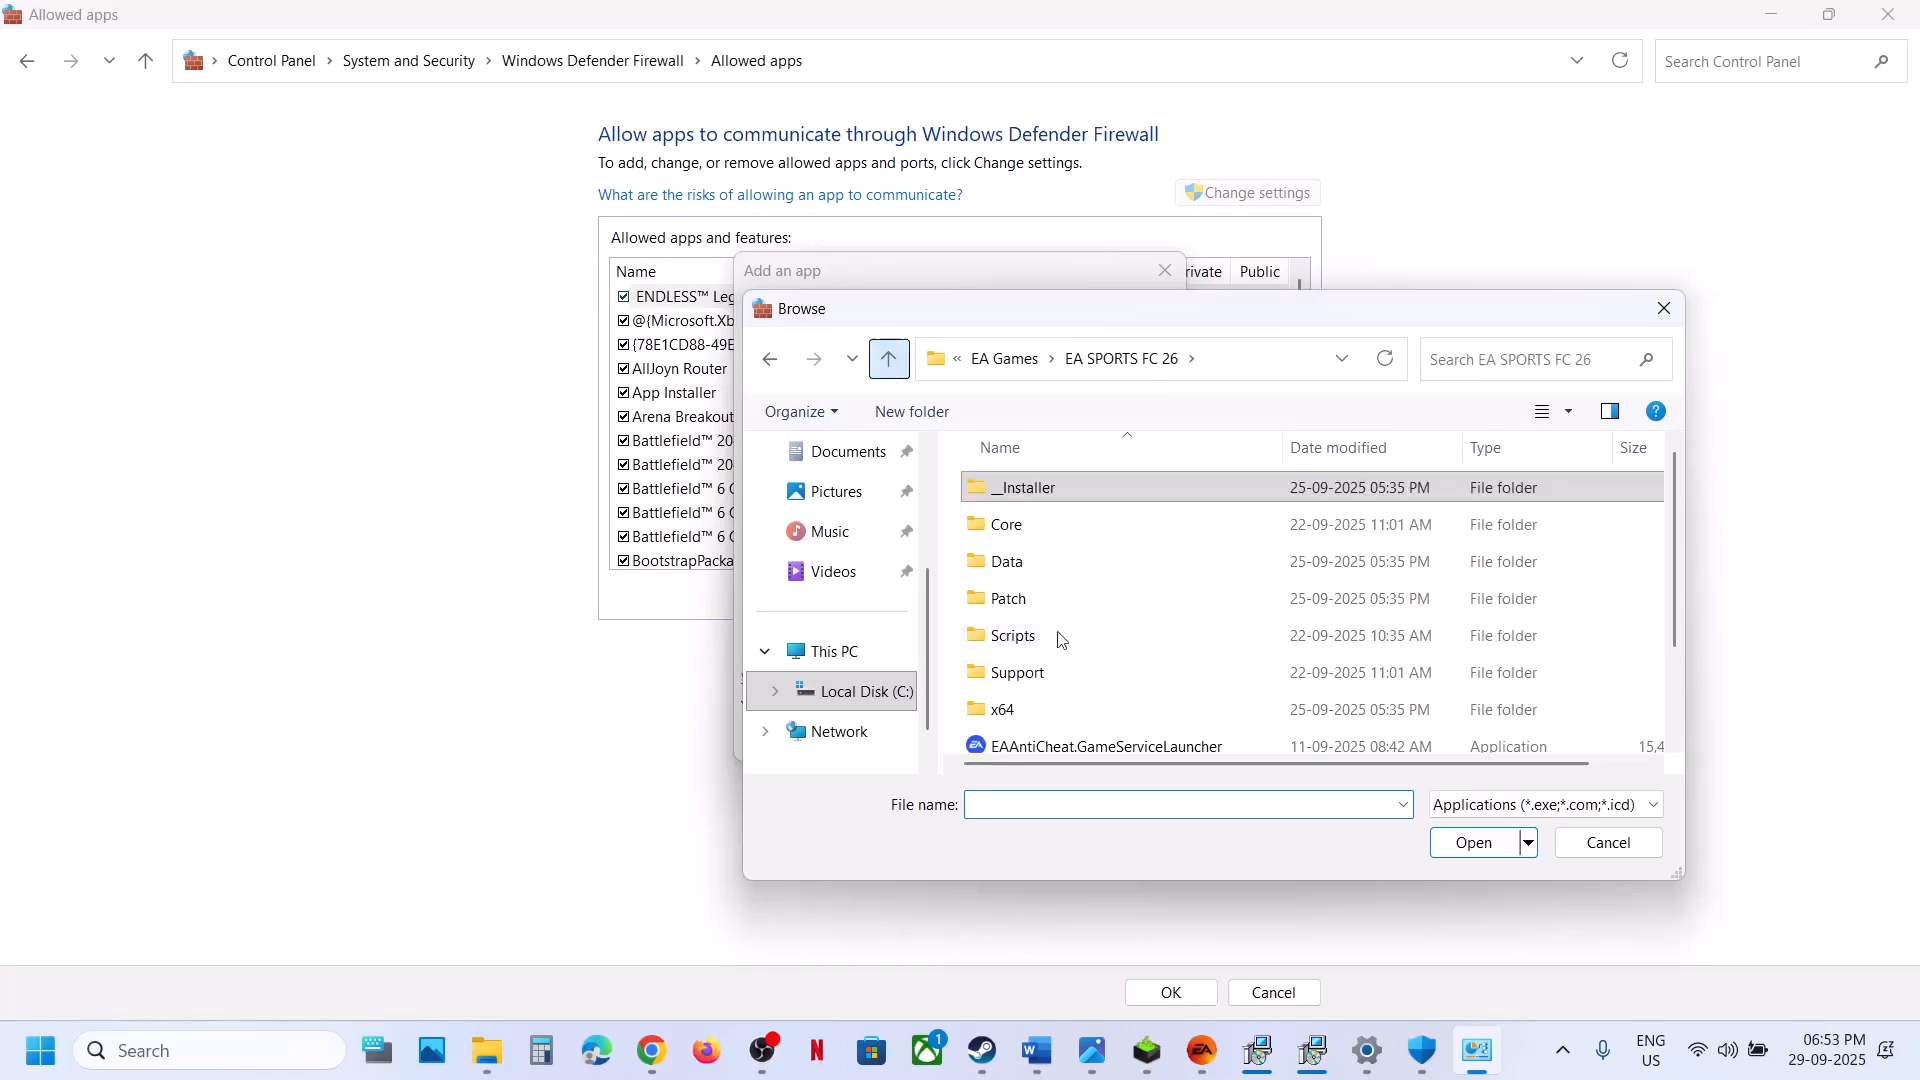 Allowed apps
Control Panel > System and Security > Windows Defender Firewall > Allowed apps
Search Control Panel
Allow apps to communicate through Windows Defender Firewall
To add, change, or remove allowed apps and ports, click Change settings.
What are the risks of allowing an app to communicate?
Change settings
Allowed apps and features:
Name
rivate
Public
ENDLESS™ Leg
@{Microsoft.Xb
{78E1CD88-49E
AllJoyn Router
App Installer
Arena Breakout
Battlefield™ 20
Battlefield™ 20
Battlefield™ 6 O
Battlefield™ 6 O
Battlefield™ 6 O
BootstrapPacka
Add an app
Browse
« EA Games > EA SPORTS FC 26 >
Search EA SPORTS FC 26
Organize
New folder
Documents
Pictures
Music
Videos
This PC
Local Disk (C:)
Network
Name Date modified Type Size
__Installer 25-09-2025 05:35 PM File folder
Core 22-09-2025 11:01 AM File folder
Data 25-09-2025 05:35 PM File folder
Patch 25-09-2025 05:35 PM File folder
Scripts 22-09-2025 10:35 AM File folder
Support 22-09-2025 11:01 AM File folder
x64 25-09-2025 05:35 PM File folder
EAAntiCheat.GameServiceLauncher 11-09-2025 08:42 AM Application 15,4
File name:
Applications (*.exe;*.com;*.icd)
Open
Cancel
OK
Cancel
Search
1
ENG
US
06:53 PM
29-09-2025